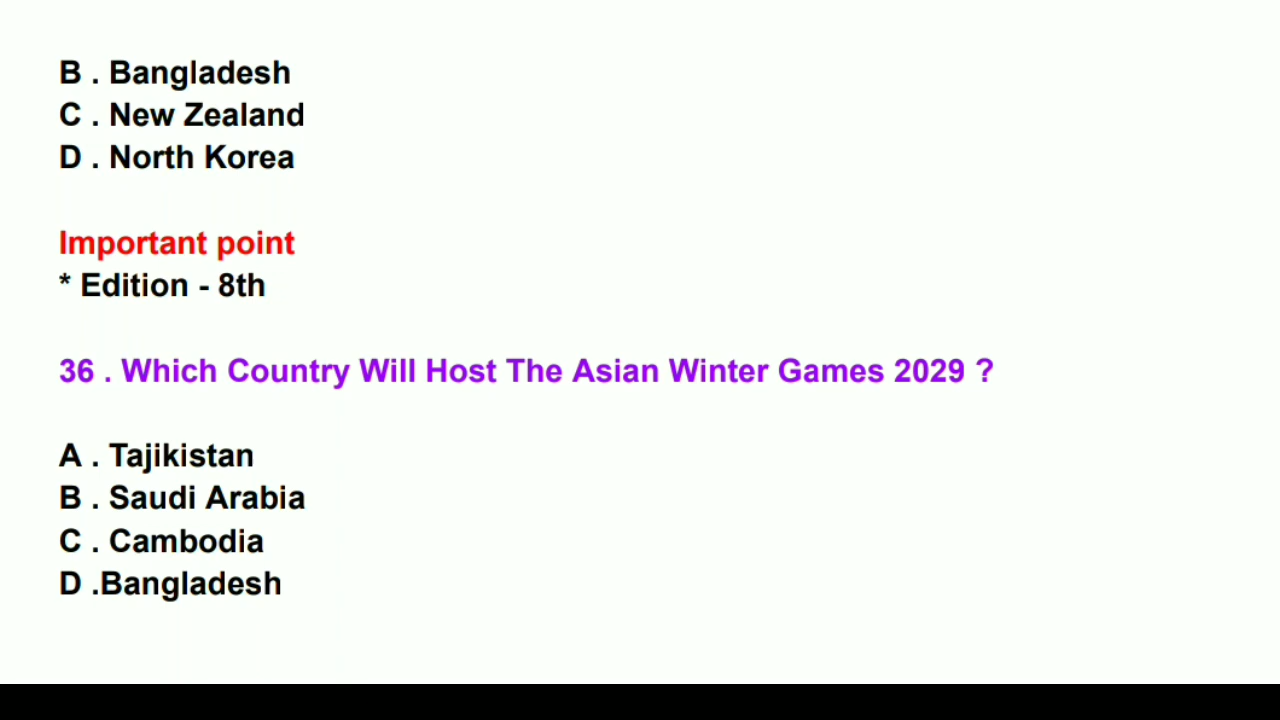 B . Bangladesh
C . New Zealand
D . North Korea
Important point
* Edition - 8th
36 . Which Country Will Host The Asian Winter Games 2029 ?
A . Tajikistan
B . Saudi Arabia
C . Cambodia
D .Bangladesh